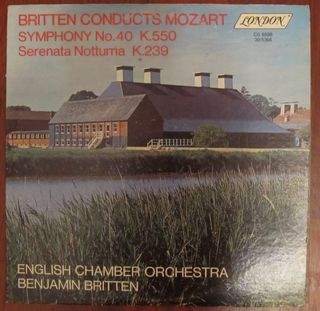 BRITTEN CONDUCTS MOZART
SYMPHONY No.40 K.550
Serenata Notturna K.239
LONDON
ENGLISH CHAMBER ORCHESTRA
BENJAMIN BRITTEN